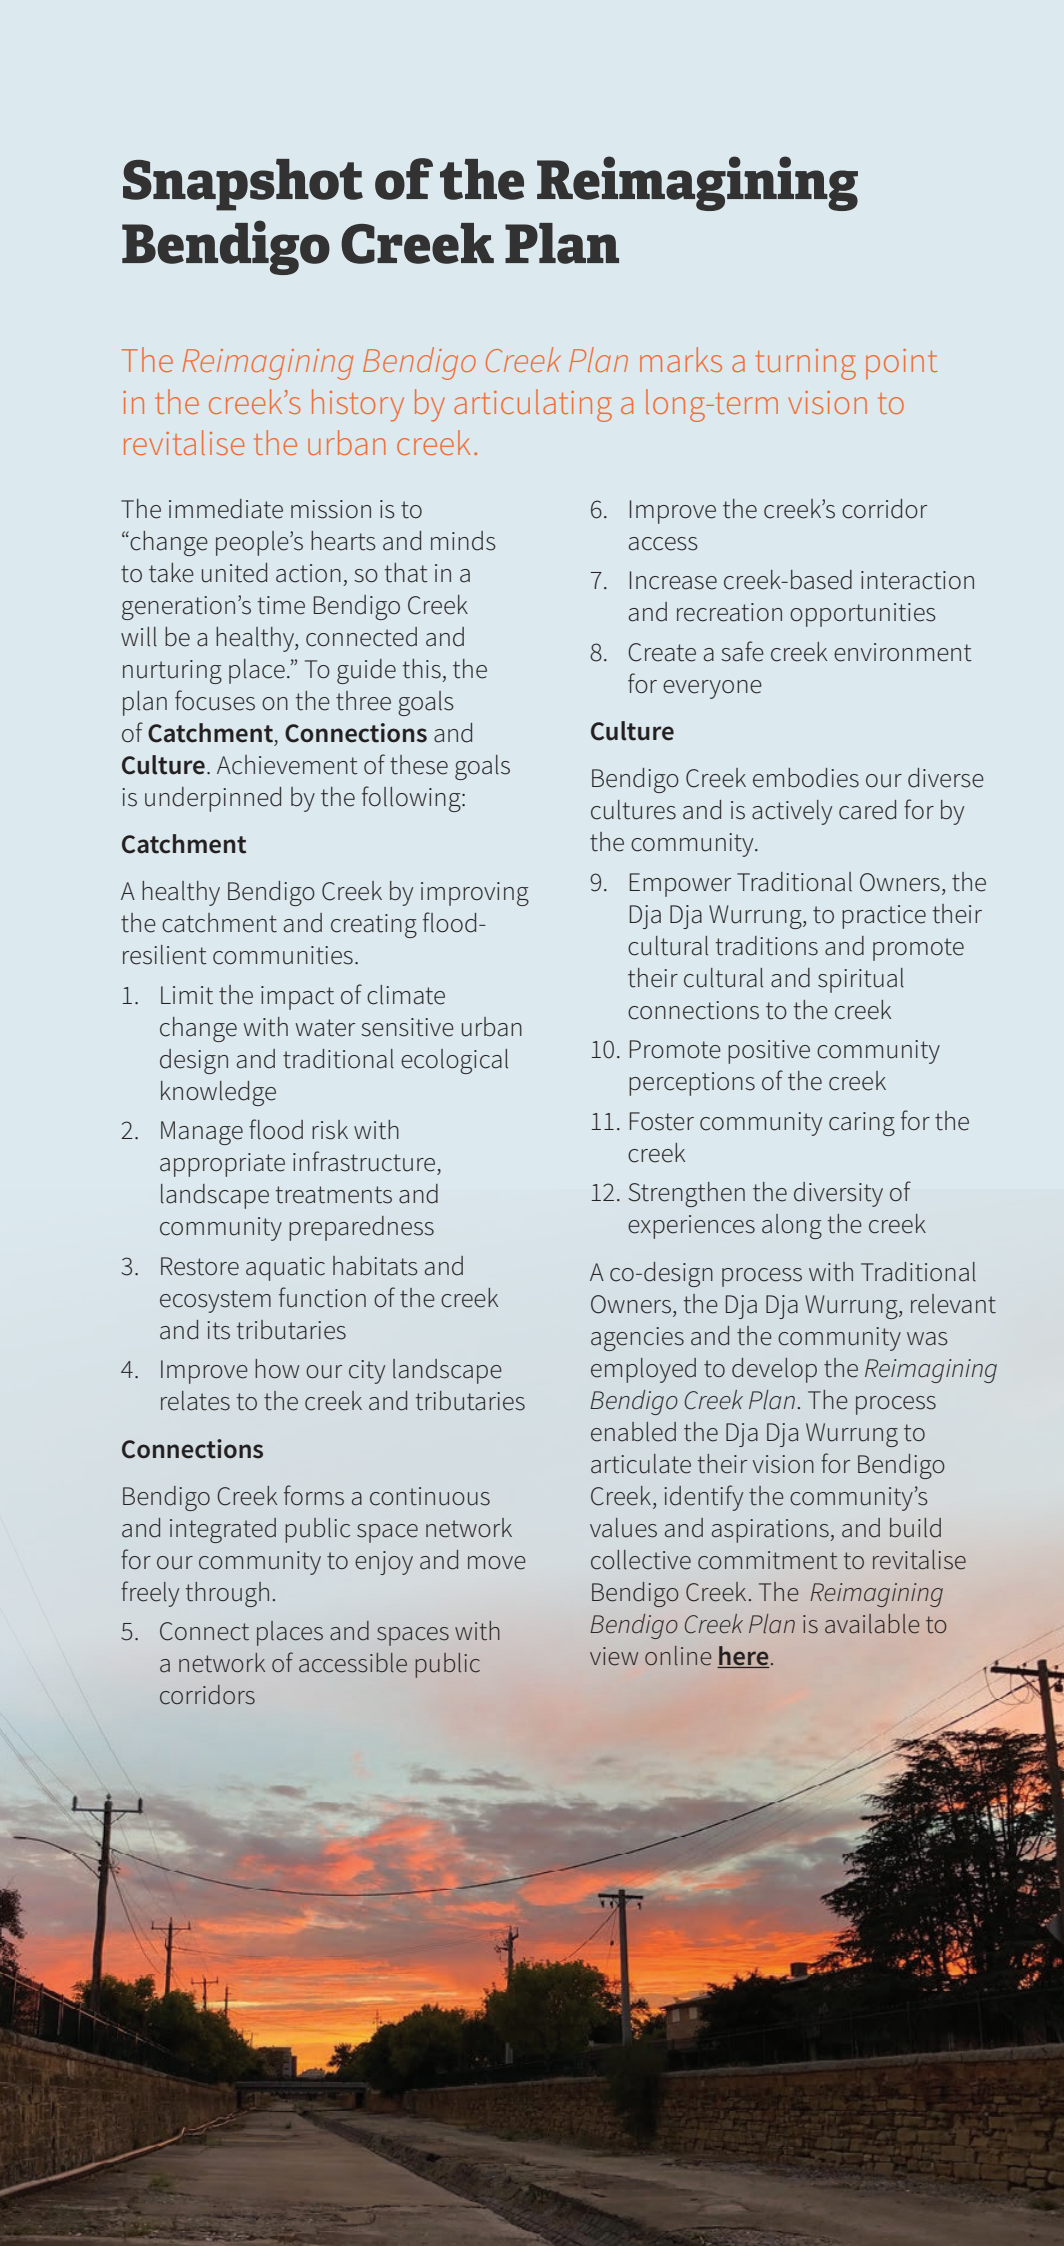 Snapshot of the Reimagining
Bendigo Creek Plan
The Reimagining Bendigo Creek Plan marks a turning point
in the creek’s history by articulating a long-term vision to
revitalise the urban creek.
The immediate mission is to
“change people’s hearts and minds
to take united action, so that in a
generation’s time Bendigo Creek
will be a healthy, connected and
nurturing place.” To guide this, the
plan focuses on the three goals
of Catchment, Connections and
Culture. Achievement of these goals
is underpinned by the following:
Catchment
A healthy Bendigo Creek by improving
the catchment and creating flood-
resilient communities.
1. Limit the impact of climate
change with water sensitive urban
design and traditional ecological
knowledge
2. Manage flood risk with
appropriate infrastructure,
landscape treatments and
community preparedness
3. Restore aquatic habitats and
ecosystem function of the creek
and its tributaries
4. Improve how our city landscape
relates to the creek and tributaries
Connections
Bendigo Creek forms a continuous
and integrated public space network
for our community to enjoy and move
freely through.
5. Connect places and spaces with
a network of accessible public
corridors
6. Improve the creek’s corridor
access
7. Increase creek-based interaction
and recreation opportunities
8. Create a safe creek environment
for everyone
Culture
Bendigo Creek embodies our diverse
cultures and is actively cared for by
the community.
9. Empower Traditional Owners, the
Dja Dja Wurrung, to practice their
cultural traditions and promote
their cultural and spiritual
connections to the creek
10. Promote positive community
perceptions of the creek
11. Foster community caring for the
creek
12. Strengthen the diversity of
experiences along the creek
A co-design process with Traditional
Owners, the Dja Dja Wurrung, relevant
agencies and the community was
employed to develop the Reimagining
Bendigo Creek Plan. The process
enabled the Dja Dja Wurrung to
articulate their vision for Bendigo
Creek, identify the community’s
values and aspirations, and build
collective commitment to revitalise
Bendigo Creek. The Reimagining
Bendigo Creek Plan is available to
view online here.